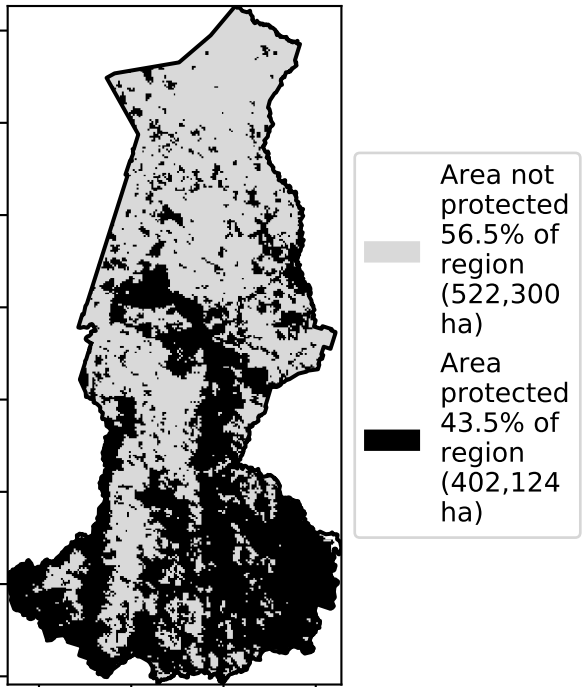 Area not
protected
56.5% of
region
(522,300
ha)
Area
protected
43.5% of
region
(402,124
ha)